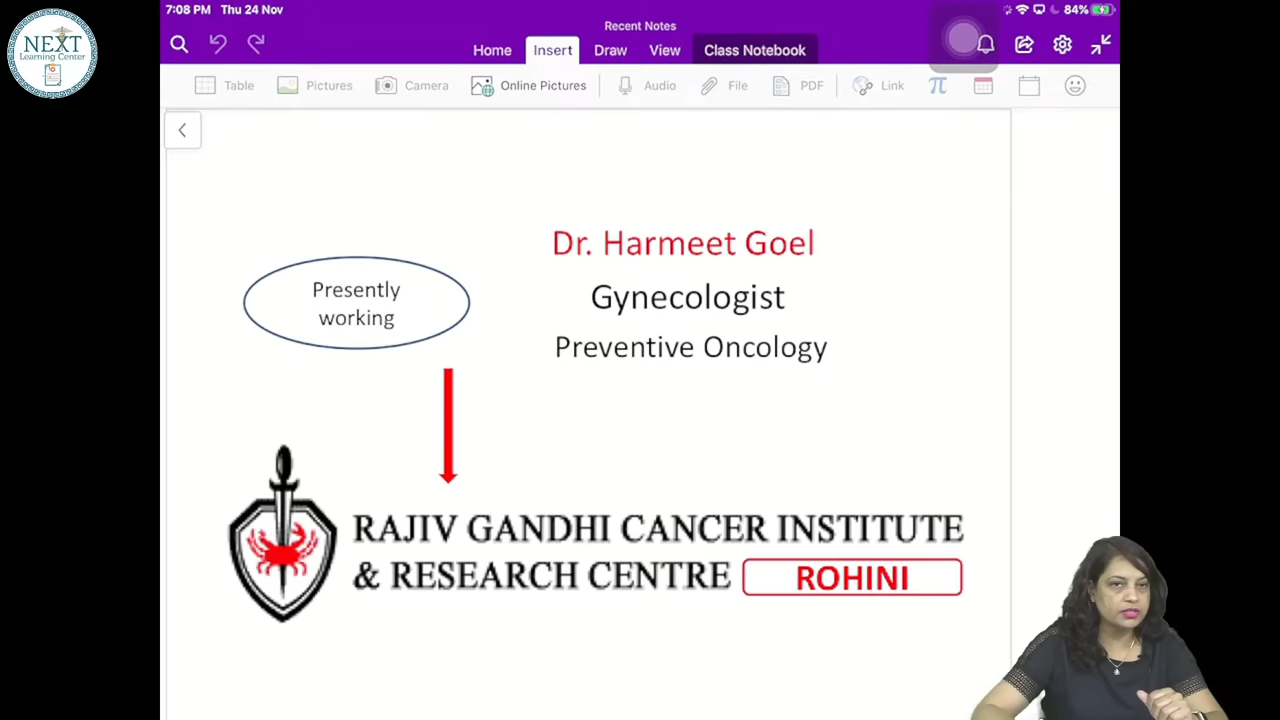 7:08 PM Thu 24 Nov
84%
NEXT
Learning Center
Recent Notes
Home Insert Draw View Class Notebook
Table Pictures Camera Online Pictures Audio File PDF Link
Dr. Harmeet Goel
Gynecologist
Preventive Oncology
Presently
working
RAJIV GANDHI CANCER INSTITUTE
& RESEARCH CENTRE ROHINI